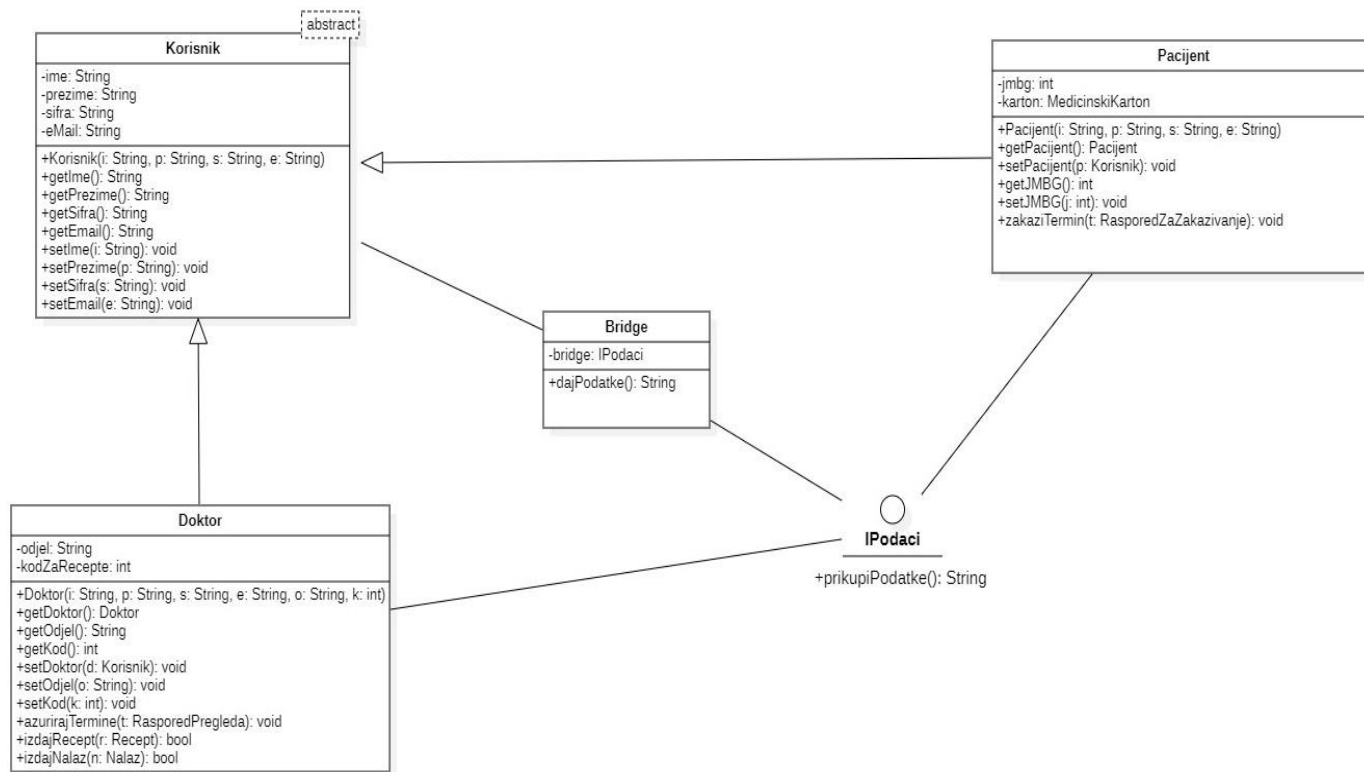 abstract
Korisnik
-ime: String
-prezime: String
-sifra: String
-eMail: String
+Korisnik(i: String, p: String, s: String, e: String)
+getIme(): String
+getPrezime(): String
+getSifra(): String
+getEmail(): String
+setIme(i: String): void
+setPrezime(p: String): void
+setSifra(s: String): void
+setEmail(e: String): void
Pacijent
-jmbg: int
-karton: MedicinskiKarton
+Pacijent(i: String, p: String, s: String, e: String)
+getPacijent(): Pacijent
+setPacijent(p: Korisnik): void
+getJMBG(): int
+setJMBG(j: int): void
+zakaziTermin(t: RasporedZaZakazivanje): void
Bridge
-bridge: IPodaci
+dajPodatke(): String
IPodaci
+prikupiPodatke(): String
Doktor
-odjel: String
-kodZaRecepte: int
+Doktor(i: String, p: String, s: String, e: String, o: String, k: int)
+getDoktor(): Doktor
+getOdjel(): String
+getKod(): int
+setDoktor(d: Korisnik): void
+setOdjel(o: String): void
+setKod(k: int): void
+azurirajTermine(t: RasporedPregleda): void
+izdajRecept(r: Recept): bool
+izdajNalaz(n: Nalaz): bool